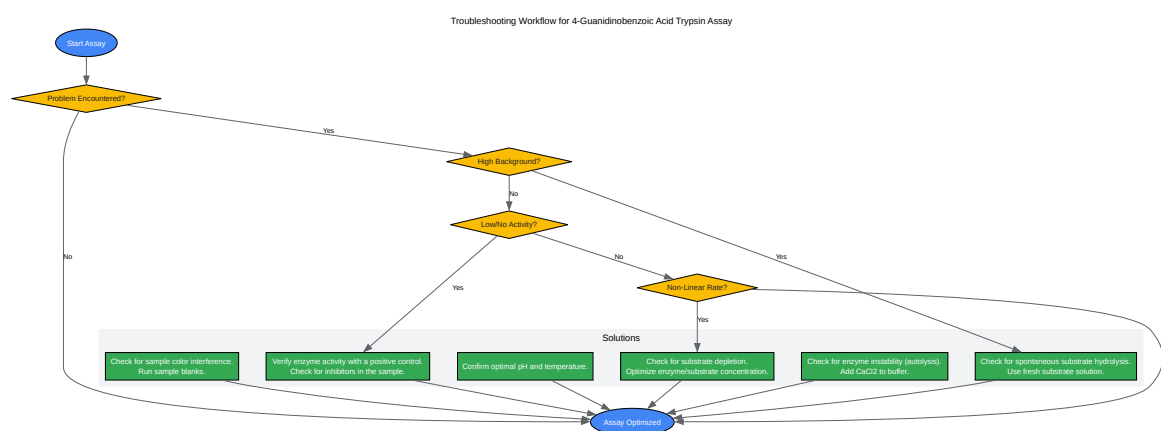 Troubleshooting Workflow for 4-Guanidinobenzoic Acid Trypsin Assay
Start Assay
Problem Encountered?
Yes
High Background?
No
Low/No Activity?
No
No
Yes
Yes
Non-Linear Rate?
Yes
Solutions
Check for sample color interference.
Run sample blanks.
Verify enzyme activity with a positive control.
Check for inhibitors in the sample.
Confirm optimal pH and temperature.
Check for substrate depletion.
Optimize enzyme/substrate concentration.
Check for enzyme instability (autolysis).
Add CaCl2 to buffer.
Check for spontaneous substrate hydrolysis.
Use fresh substrate solution.
Assay Optimized